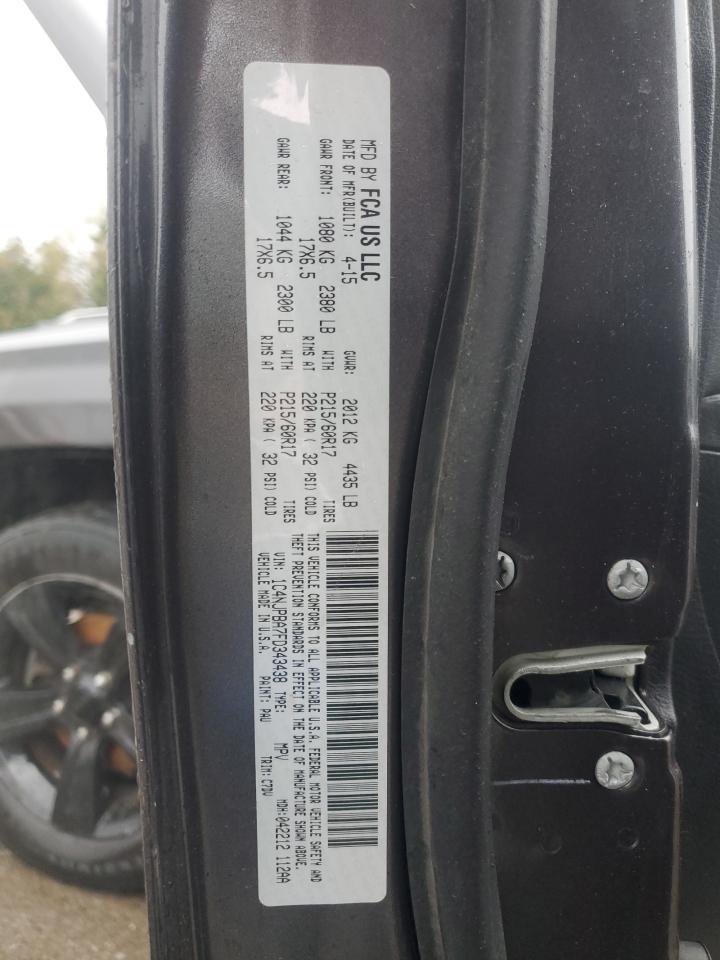 MFD BY FCA US LLC
DATE OF MFR(BUILT): 4-15 GVWR: 2012 KG 4435 LB
GAWR FRONT: 1080 KG 2380 LB WITH P215/60R17 TIRES
17X6.5 RIMS AT 220 KPA ( 32 PSI) COLD
GAWR REAR: 1044 KG 2300 LB WITH P215/60R17 TIRES
17X6.5 RIMS AT 220 KPA ( 32 PSI) COLD
THIS VEHICLE CONFORMS TO ALL APPLICABLE U.S.A. FEDERAL MOTOR VEHICLE SAFETY AND
THEFT PREVENTION STANDARDS IN EFFECT ON THE DATE OF MANUFACTURE SHOWN ABOVE.
VIN: 1C4NJPBA7FD343438 TYPE: MPV MDH:042212 112AA
VEHICLE MADE IN U.S.A. PAINT: PAU TRIM: C7DV